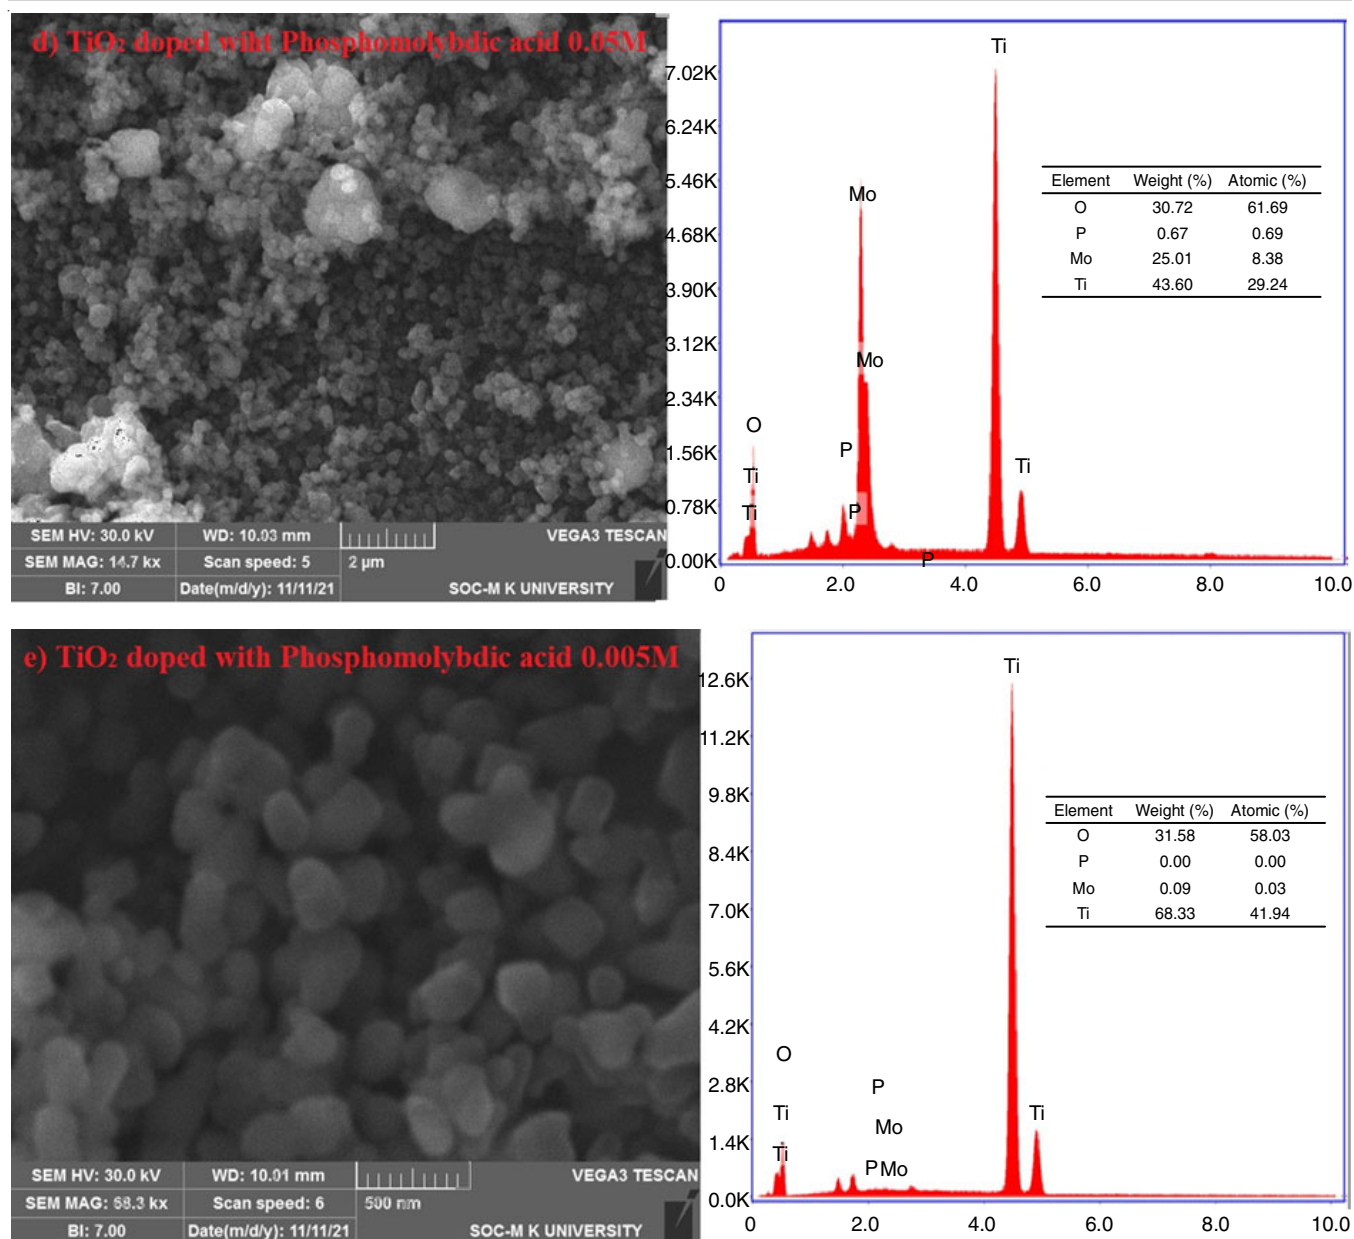 d) TiO2 doped wiht Phosphomolybdic acid 0.05M
SEM HV: 30.0 kV WD: 10.03 mm VEGA3 TESCAN
SEM MAG: 14.7 kx Scan speed: 5 2 µm
BI: 7.00 Date(m/d/y): 11/11/21 SOC-M K UNIVERSITY
7.02K
6.24K
5.46K
4.68K
3.90K
3.12K
2.34K
1.56K
0.78K
0.00K
Ti
Mo
Mo
O
P
Ti
Ti
Ti
P
P
0 2.0 4.0 6.0 8.0 10.0
Element Weight (%) Atomic (%)
O 30.72 61.69
P 0.67 0.69
Mo 25.01 8.38
Ti 43.60 29.24
e) TiO2 doped with Phosphomolybdic acid 0.005M
SEM HV: 30.0 kV WD: 10.01 mm VEGA3 TESCAN
SEM MAG: 58.3 kx Scan speed: 6 500 nm
BI: 7.00 Date(m/d/y): 11/11/21 SOC-M K UNIVERSITY
12.6K
11.2K
9.8K
8.4K
7.0K
5.6K
4.2K
2.8K
1.4K
0.0K
Ti
O
P
Ti
Mo
Ti
Ti
P Mo
0 2.0 4.0 6.0 8.0 10.0
Element Weight (%) Atomic (%)
O 31.58 58.03
P 0.00 0.00
Mo 0.09 0.03
Ti 68.33 41.94